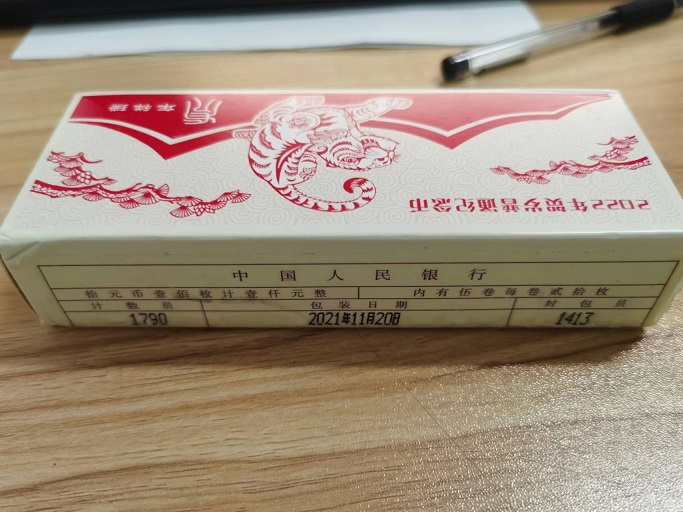 2022年贺岁普通纪念币
年祥瑞
中国人民银行
拾元币壹佰枚计壹仟元整 内有伍卷每卷贰拾枚
计数员 包装日期 封包员
1790 2021年11月20日 1413